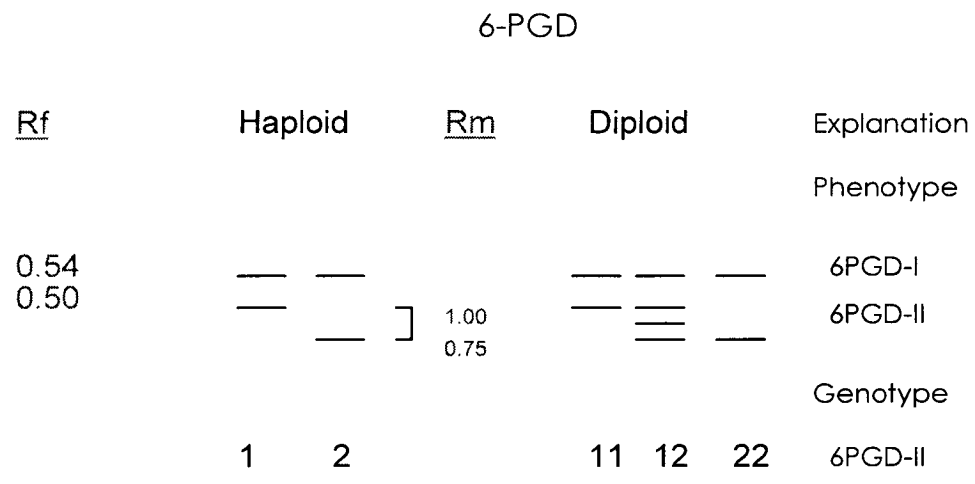 6-PGD
Rf Haploid Rm Diploid Explanation
Phenotype
0.54 6PGD-I
0.50 6PGD-II
1.00
0.75
Genotype
1 2 11 12 22 6PGD-II